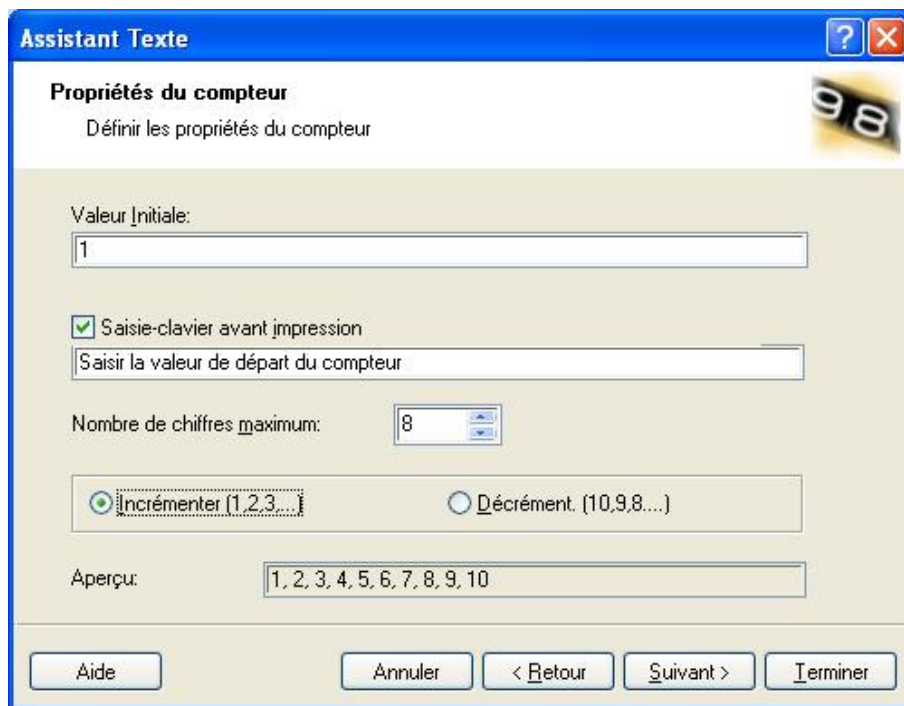 Assistant Texte
Propriétés du compteur
Définir les propriétés du compteur
98
Valeur Initiale:
1
Saisie-clavier avant impression
Saisir la valeur de départ du compteur
Nombre de chiffres maximum: 8
Incrémenter (1,2,3,...) Décrément. (10,9,8....)
Aperçu: 1, 2, 3, 4, 5, 6, 7, 8, 9, 10
Aide Annuler < Retour Suivant > Terminer